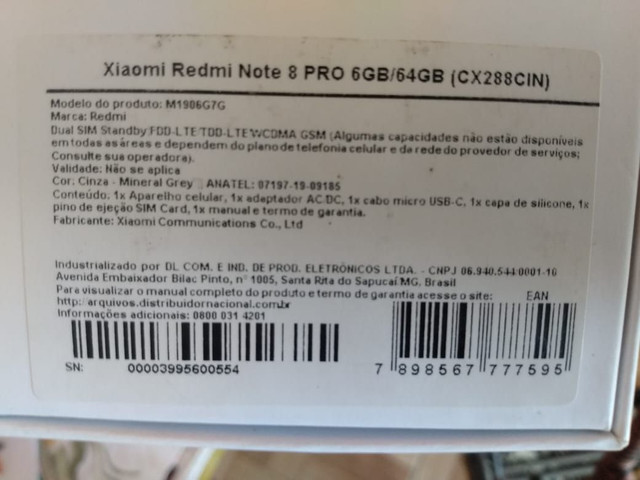 Xiaomi Redmi Note 8 PRO 6GB/64GB (CX288CIN)
Modelo do produto: M1906G7G
Marca: Redmi
Dual SIM Standby FDD-LTE/TDD-LTE WCDMA GSM (Algumas capacidades não estão disponíveis
em todas as áreas e dependem do plano de telefonia celular e da rede do provedor de serviços;
Consulte sua operadora).
Validade: Não se aplica
Cor: Cinza - Mineral Grey ANATEL: 07197-19-09185
Conteúdo: 1x Aparelho celular, 1x adaptador AC/DC, 1x cabo micro USB-C, 1x capa de silicone, 1x
pino de ejeção SIM Card, 1x manual e termo de garantia.
Fabricante: Xiaomi Communications Co., Ltd
Industrializado por DL COM. E IND. DE PROD. ELETRÔNICOS LTDA. - CNPJ 06.940.544.0001-10
Avenida Embaixador Bilac Pinto, n° 1005, Santa Rita do Sapucaí MG, Brasil
Para visualizar o manual completo do produto e termo de garantia acesse o site:
http: arquivos.distribuidornacional.com.br
Informações adicionais: 0800 031 4201
EAN
SN: 00003995600554
7 898567 777595